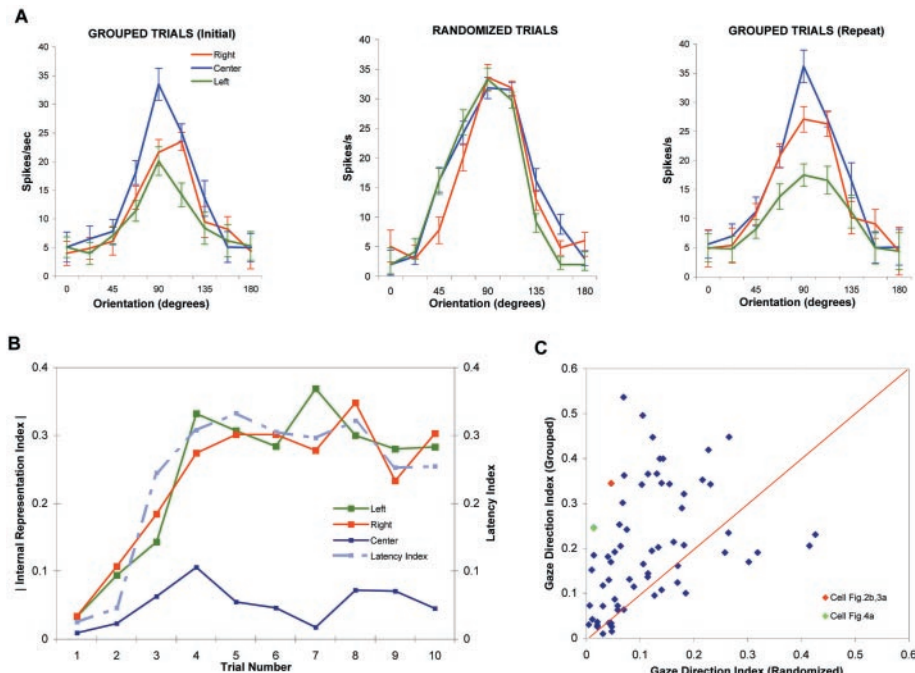 A
GROUPED TRIALS (Initial)
RANDOMIZED TRIALS
GROUPED TRIALS (Repeat)
Right
Center
Left
Spikes/sec
40
35
30
25
20
15
10
5
0
0 45 90 135 180
Orientation (degrees)
Spikes/s
40
35
30
25
20
15
10
5
0
0 45 90 135 180
Orientation (degrees)
Spikes/s
40
35
30
25
20
15
10
5
0
0 45 90 135 180
Orientation (degrees)
B
| Internal Representation Index |
0.4
0.3
0.2
0.1
0
Left
Right
Center
Latency Index
1 2 3 4 5 6 7 8 9 10
Trial Number
0.4
0.3
0.2
0.1
0
Latency Index
C
Gaze Direction Index (Grouped)
0.6
0.5
0.4
0.3
0.2
0.1
0
Cell Fig.2b,3a
Cell Fig.4a
0 0.1 0.2 0.3 0.4 0.5 0.6
Gaze Direction Index (Randomized)